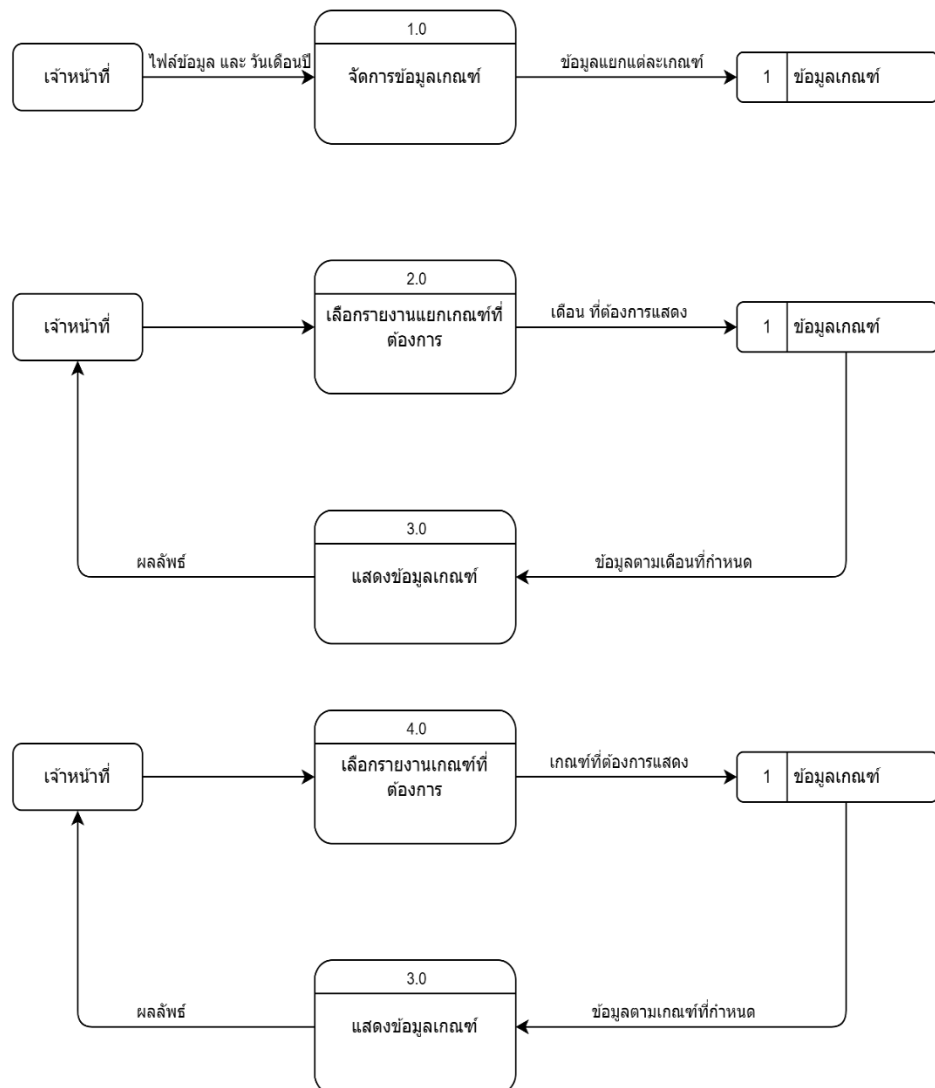 1.0
เจ้าหน้าที่
ไฟล์ข้อมูล และ วันเดือนปี
จัดการข้อมูลเกณฑ์
ข้อมูลแยกแต่ละเกณฑ์
1
ข้อมูลเกณฑ์
2.0
เจ้าหน้าที่
เลือกรายงานแยกเกณฑ์ที่
ต้องการ
เดือน ที่ต้องการแสดง
1
ข้อมูลเกณฑ์
3.0
ผลลัพธ์
แสดงข้อมูลเกณฑ์
ข้อมูลตามเดือนที่กำหนด
4.0
เจ้าหน้าที่
เลือกรายงานเกณฑ์ที่
ต้องการ
เกณฑ์ที่ต้องการแสดง
1
ข้อมูลเกณฑ์
3.0
ผลลัพธ์
แสดงข้อมูลเกณฑ์
ข้อมูลตามเกณฑ์ที่กำหนด